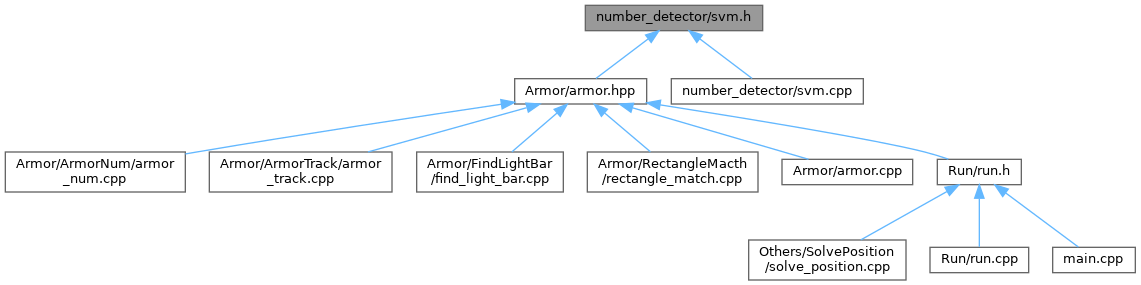 number_detector/svm.h
Armor/armor.hpp
number_detector/svm.cpp
Armor/ArmorNum/armor
_num.cpp
Armor/ArmorTrack/armor
_track.cpp
Armor/FindLightBar
/find_light_bar.cpp
Armor/RectangleMacth
/rectangle_match.cpp
Armor/armor.cpp
Run/run.h
Others/SolvePosition
/solve_position.cpp
Run/run.cpp
main.cpp